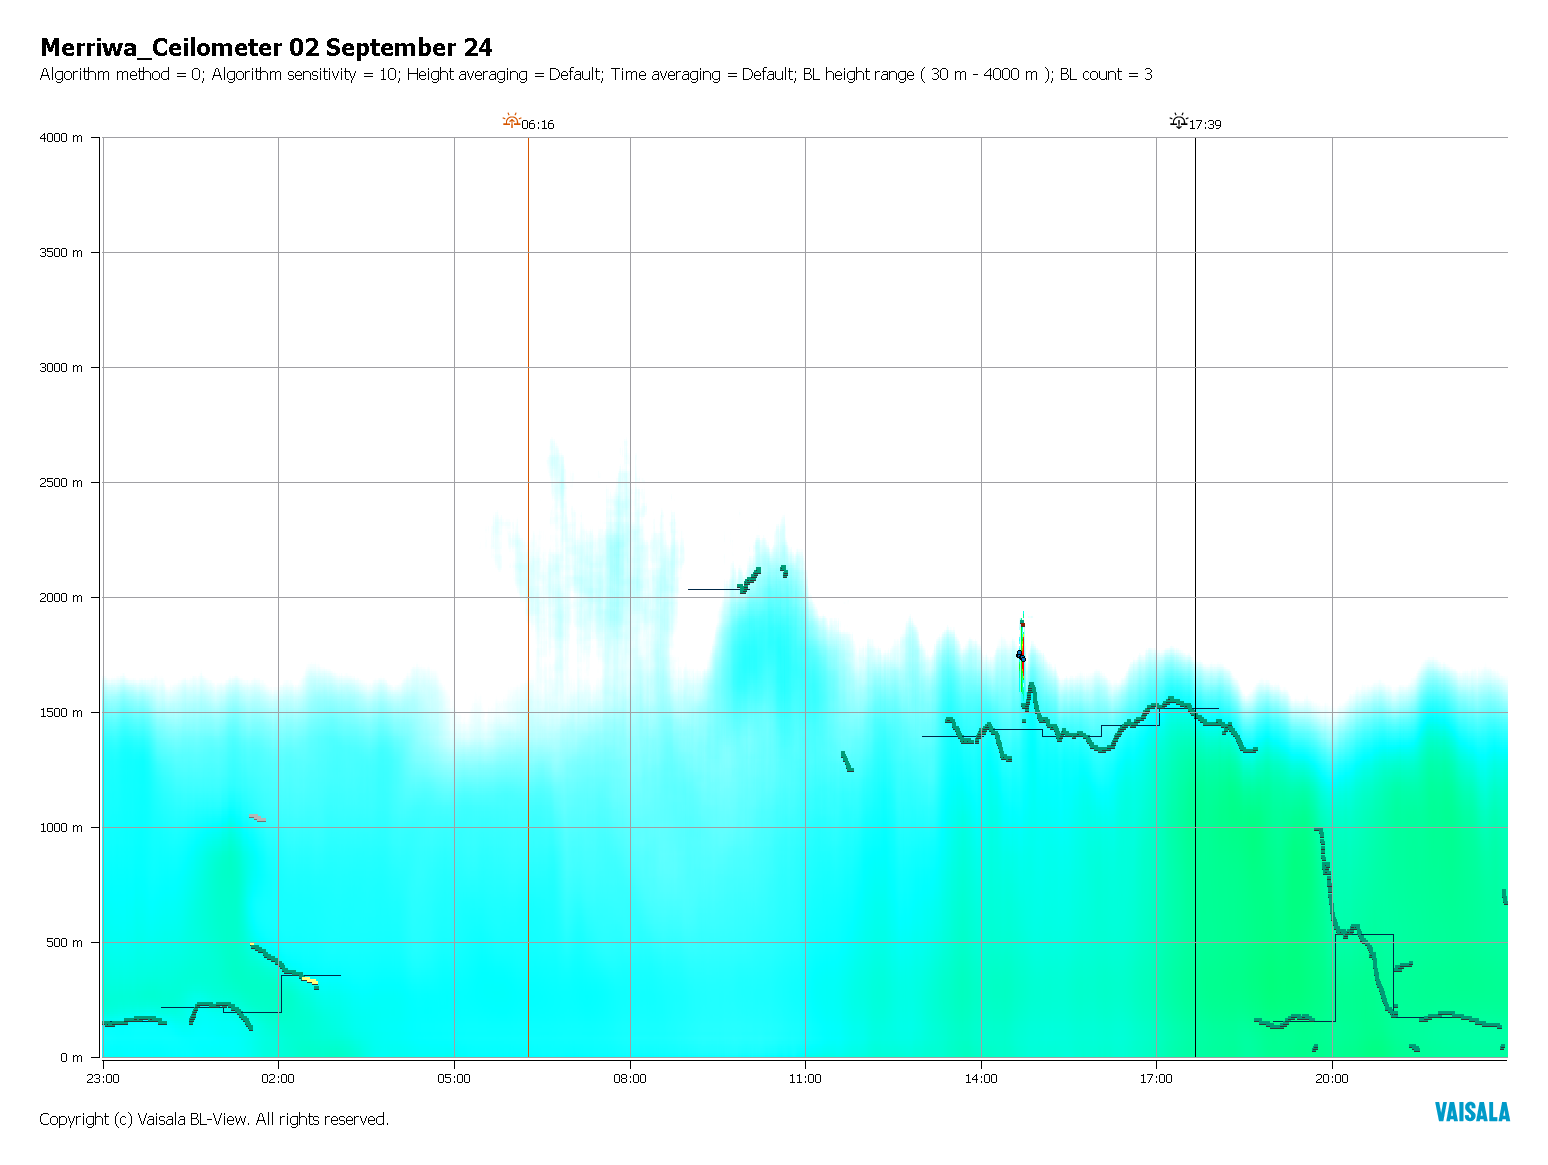 Merriwa_Ceilometer 02 September 24
Algorithm method = 0; Algorithm sensitivity = 10; Height averaging = Default; Time averaging = Default; BL height range ( 30 m - 4000 m ); BL count = 3
06:16
17:39
4000 m
3500 m
3000 m
2500 m
2000 m
1500 m
1000 m
500 m
0 m
23:00 02:00 05:00 08:00 11:00 14:00 17:00 20:00
Copyright (c) Vaisala BL-View. All rights reserved.
VAISALA